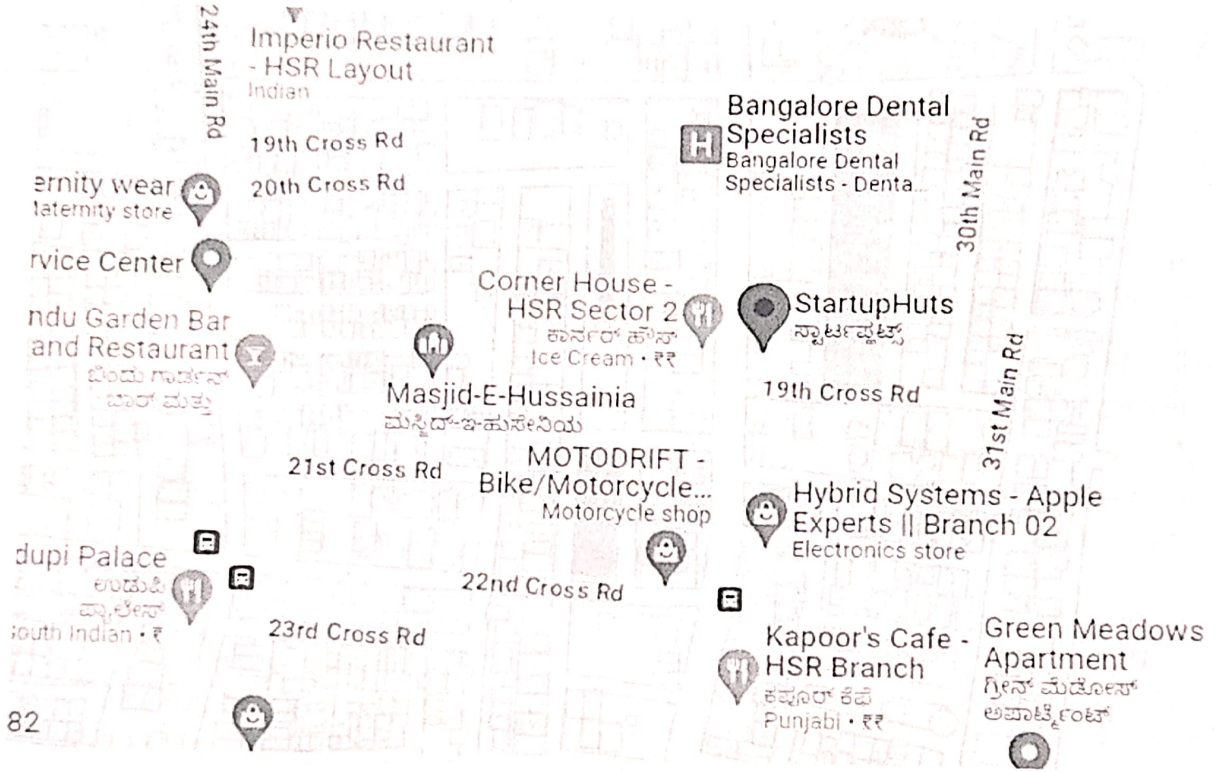 24th Main Rd
Imperio Restaurant
- HSR Layout
Indian
19th Cross Rd
20th Cross Rd
ernity wear
laternity store
rvice Center
ndu Garden Bar
and Restaurant
ಬಿಂದು ಗಾರ್ಡನ್
ಬಾರ್ ಮತ್ತು
Bangalore Dental
Specialists
Bangalore Dental
Specialists - Denta...
30th Main Rd
Corner House -
HSR Sector 2
ಕಾರ್ನರ್ ಹೌಸ್
Ice Cream • ₹₹
StartupHuts
19th Cross Rd
31st Main Rd
Masjid-E-Hussainia
ಮಸ್ಜಿದ್-ಇ-ಹುಸೇನಿಯ
21st Cross Rd
MOTODRIFT -
Bike/Motorcycle...
Motorcycle shop
Hybrid Systems - Apple
Experts || Branch 02
Electronics store
dupi Palace
ಉಡುಪಿ
ಪ್ಯಾಲೇಸ್
outh Indian • ₹
22nd Cross Rd
23rd Cross Rd
Kapoor's Cafe -
HSR Branch
ಕಪೂರ್ ಕೆಫೆ
Punjabi • ₹₹
Green Meadows
Apartment
ಗ್ರೀನ್ ಮೆಡೋಸ್
ಅಪಾರ್ಟ್ಮೆಂಟ್
82